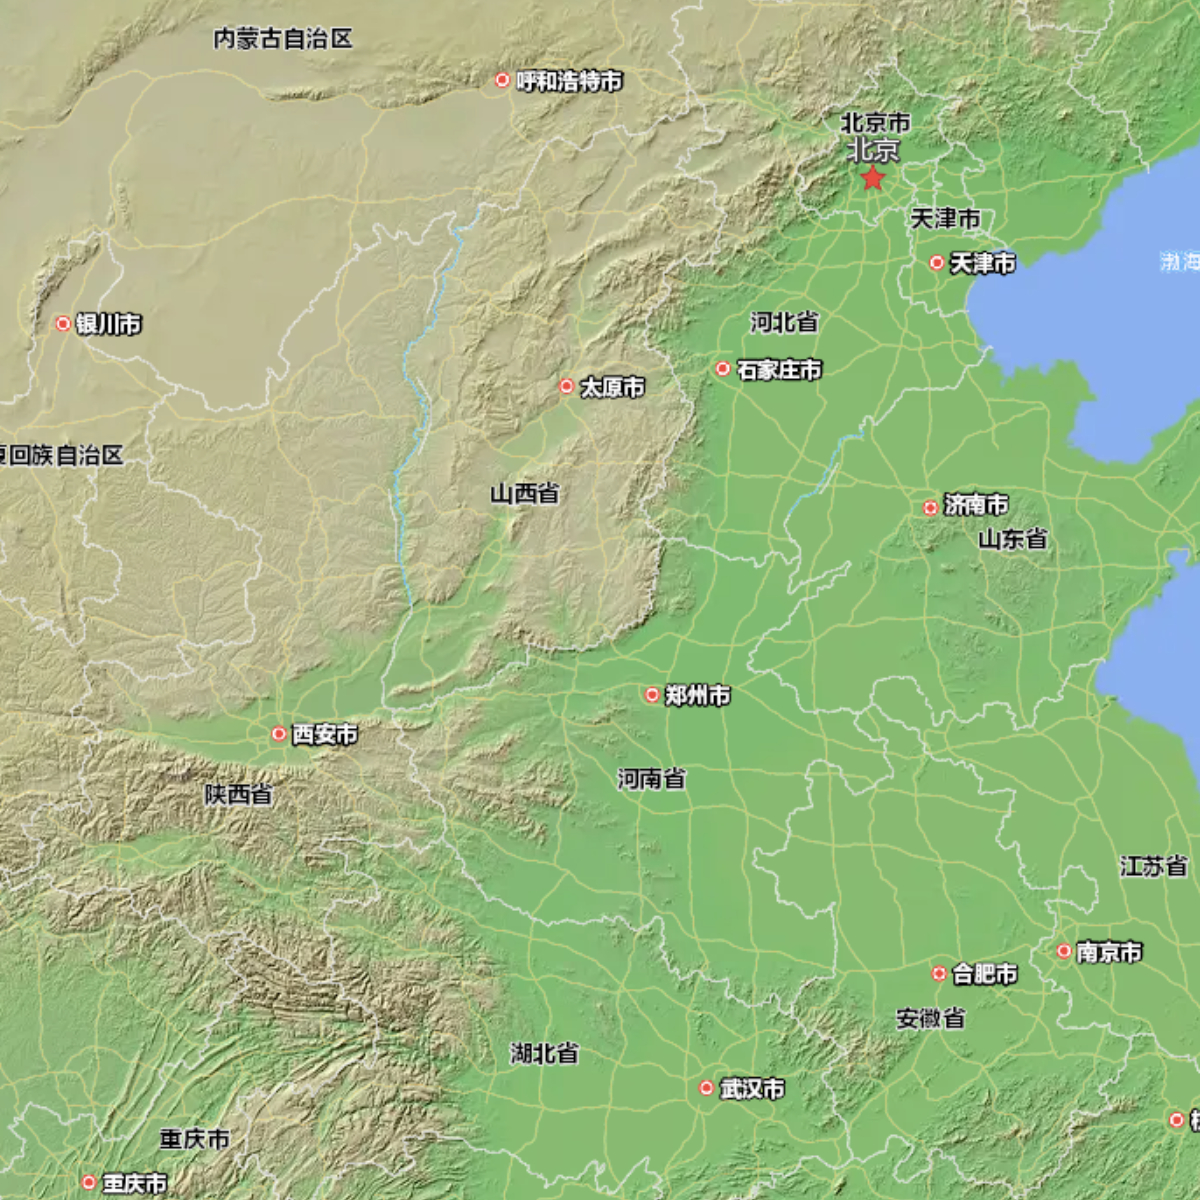 内蒙古自治区
呼和浩特市
北京市
北京
天津市
天津市
渤海
银川市
河北省
石家庄市
太原市
回族自治区
山西省
济南市
山东省
郑州市
西安市
河南省
陕西省
江苏省
南京市
合肥市
安徽省
湖北省
武汉市
重庆市
重庆市